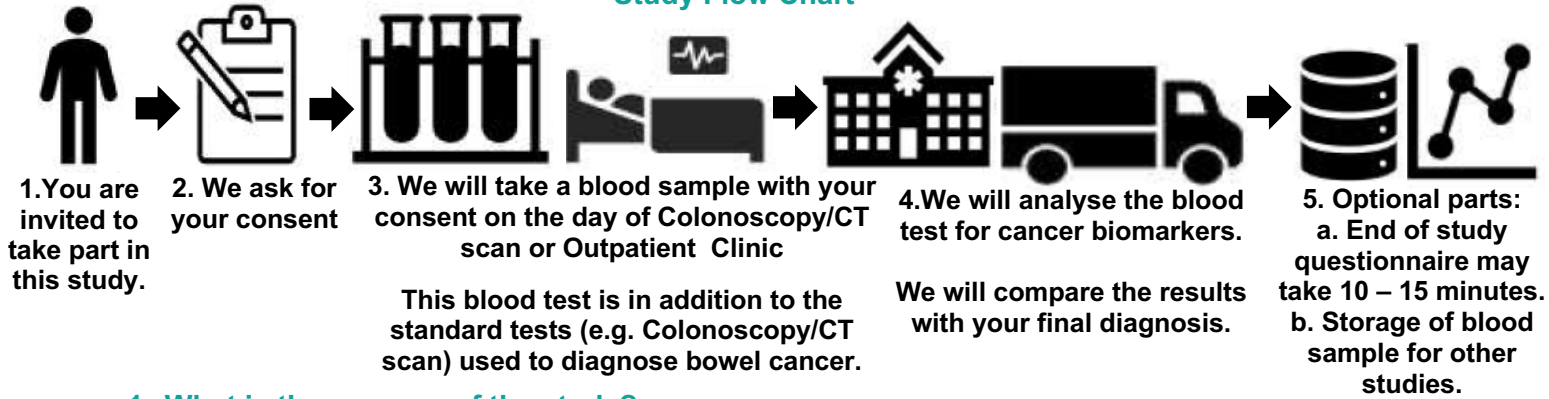 Study Flow Chart
1.You are
invited to
take part in
this study.
2. We ask for
your consent
3. We will take a blood sample with your
consent on the day of Colonoscopy/CT
scan or Outpatient Clinic
This blood test is in addition to the
standard tests (e.g. Colonoscopy/CT
scan) used to diagnose bowel cancer.
4.We will analyse the blood
test for cancer biomarkers.
We will compare the results
with your final diagnosis.
5. Optional parts:
a. End of study
questionnaire may
take 10 – 15 minutes.
b. Storage of blood
sample for other
studies.